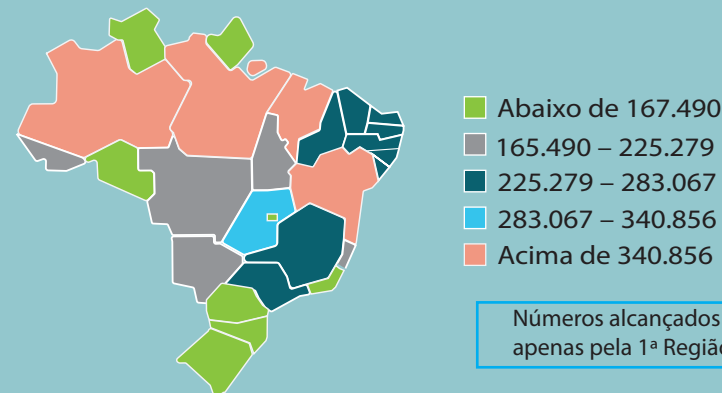 Abaixo de 167.490
165.490 – 225.279
225.279 – 283.067
283.067 – 340.856
Acima de 340.856
Números alcançados
apenas pela 1ª Região